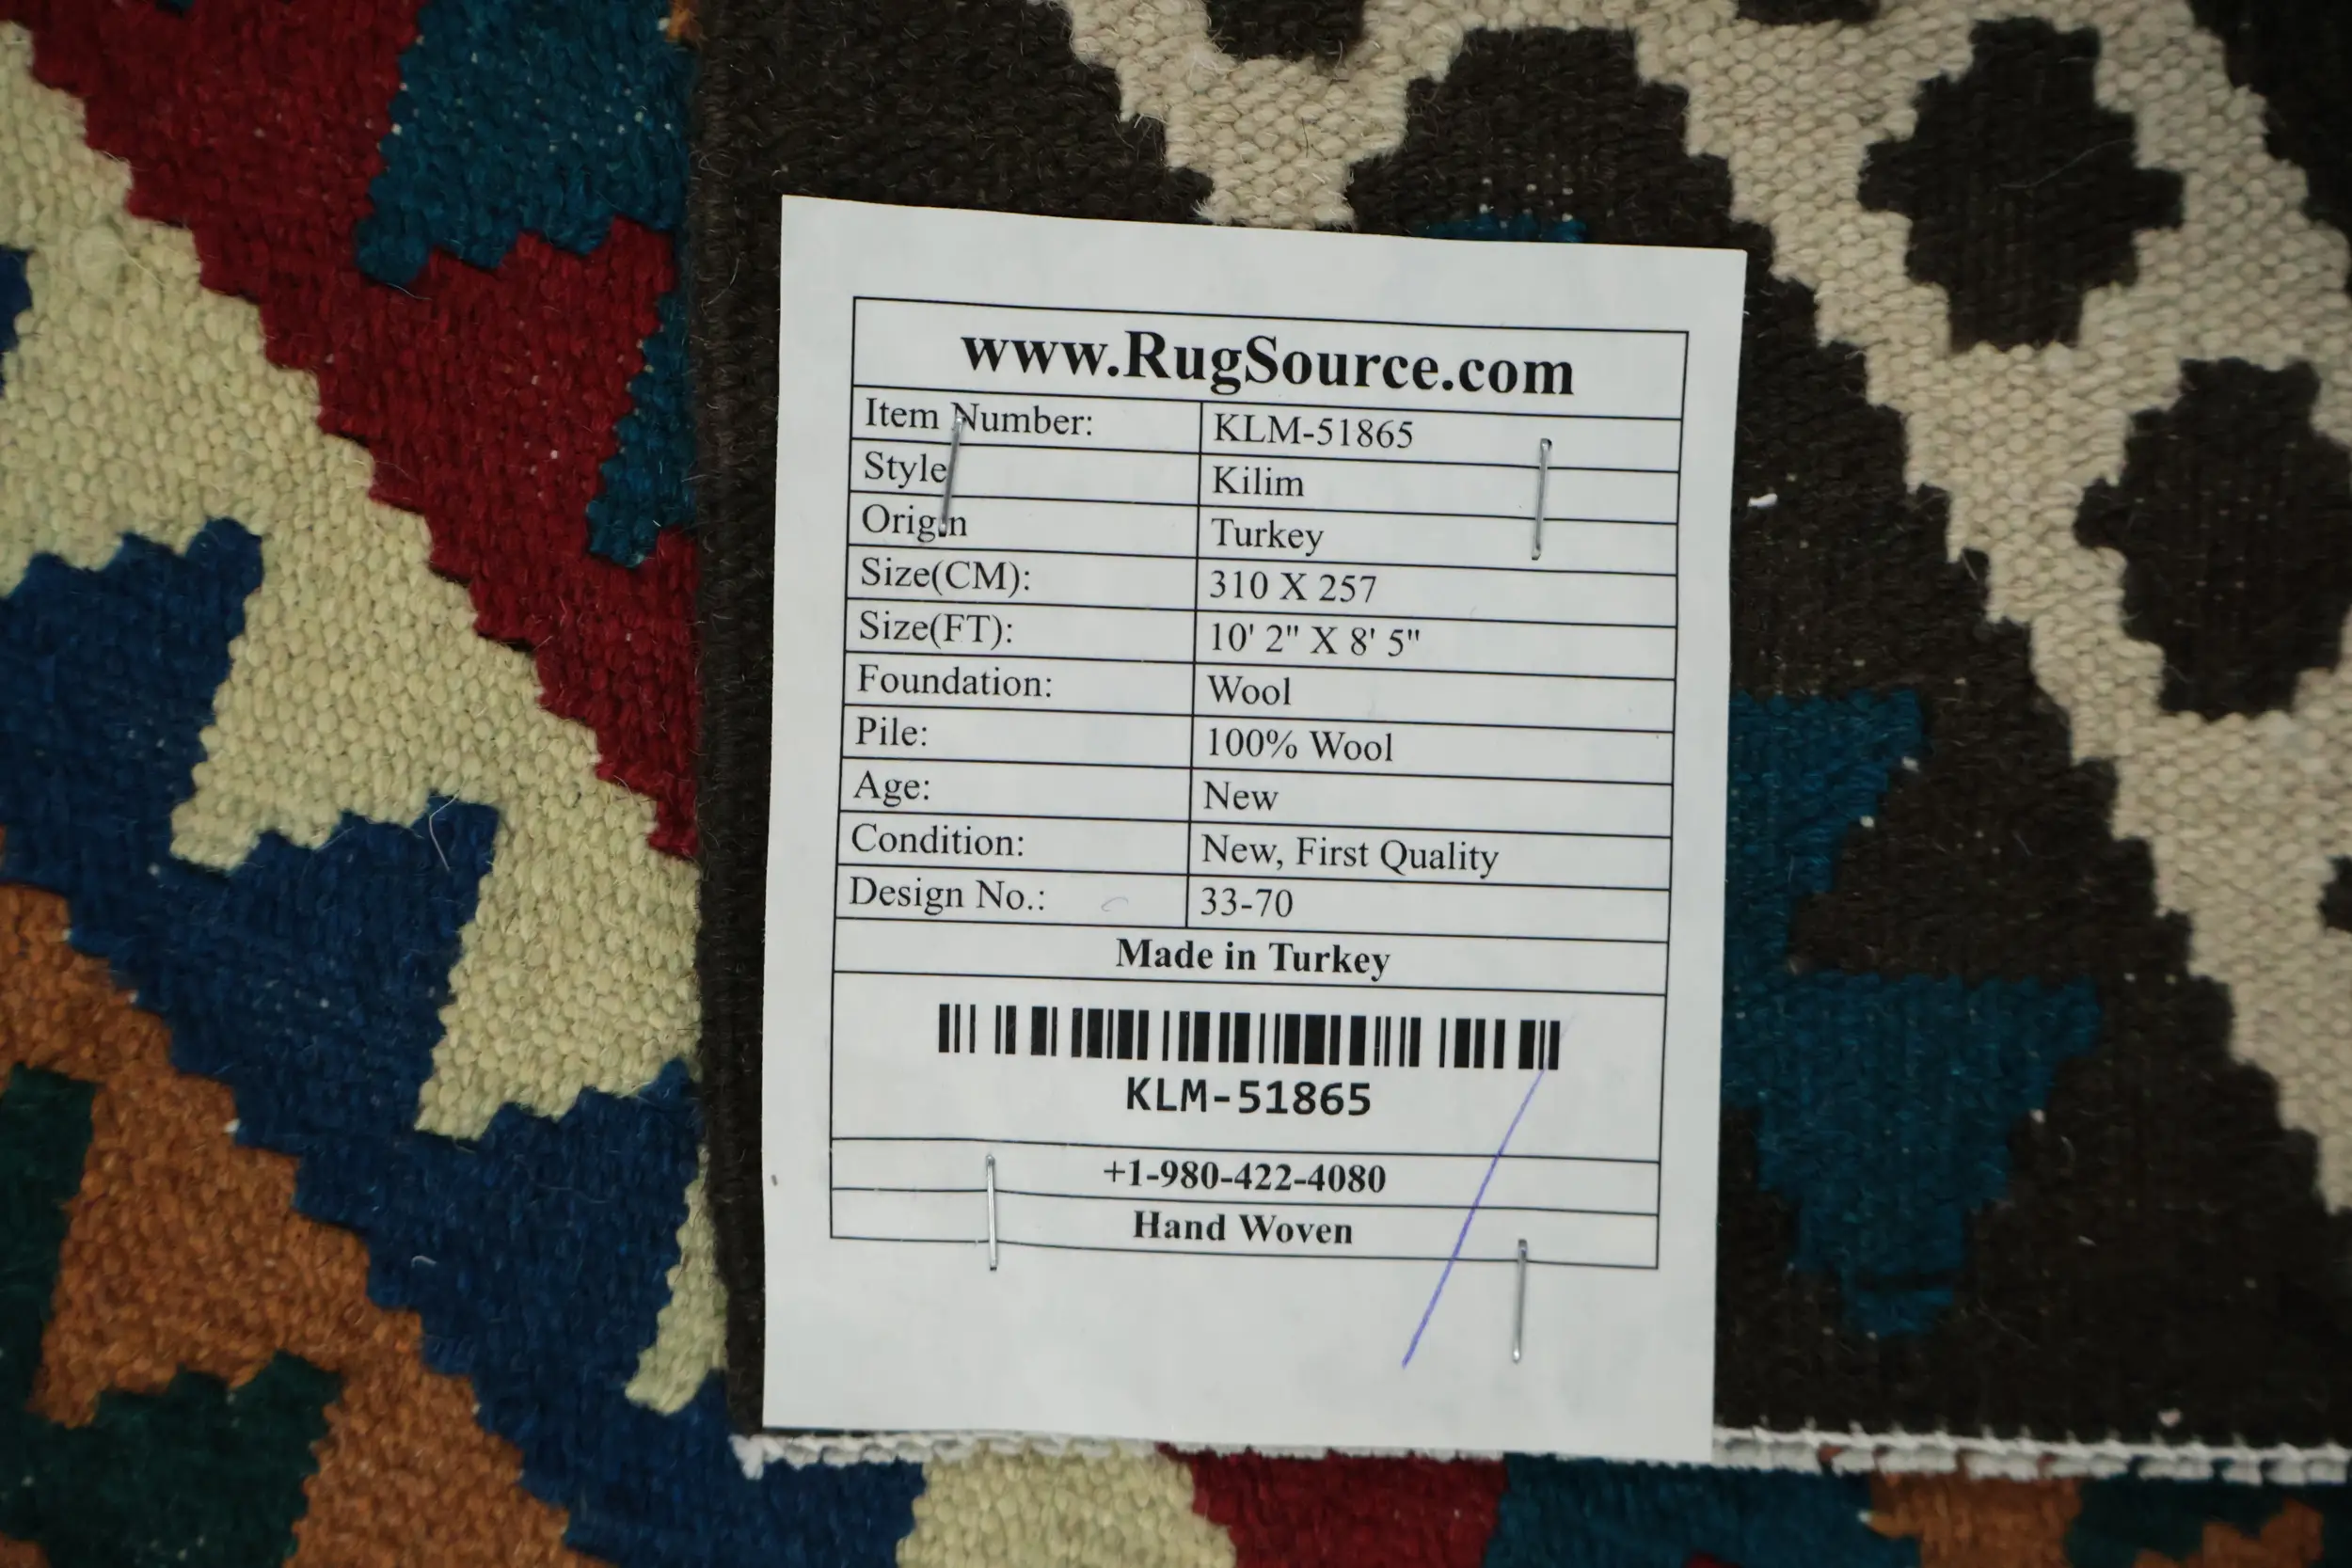 www.RugSource.com
Item Number: KLM-51865
Style Kilim
Origin Turkey
Size(CM): 310 X 257
Size(FT): 10' 2" X 8' 5"
Foundation: Wool
Pile: 100% Wool
Age: New
Condition: New, First Quality
Design No.: 33-70
Made in Turkey
KLM-51865
+1-980-422-4080
Hand Woven